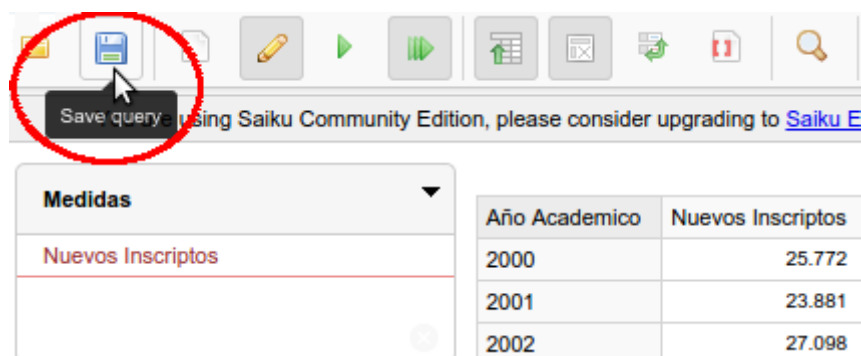 Save query
using Saiku Community Edition, please consider upgrading to Saiku E
Medidas
Nuevos Inscriptos
Año Academico Nuevos Inscriptos
2000 25.772
2001 23.881
2002 27.098